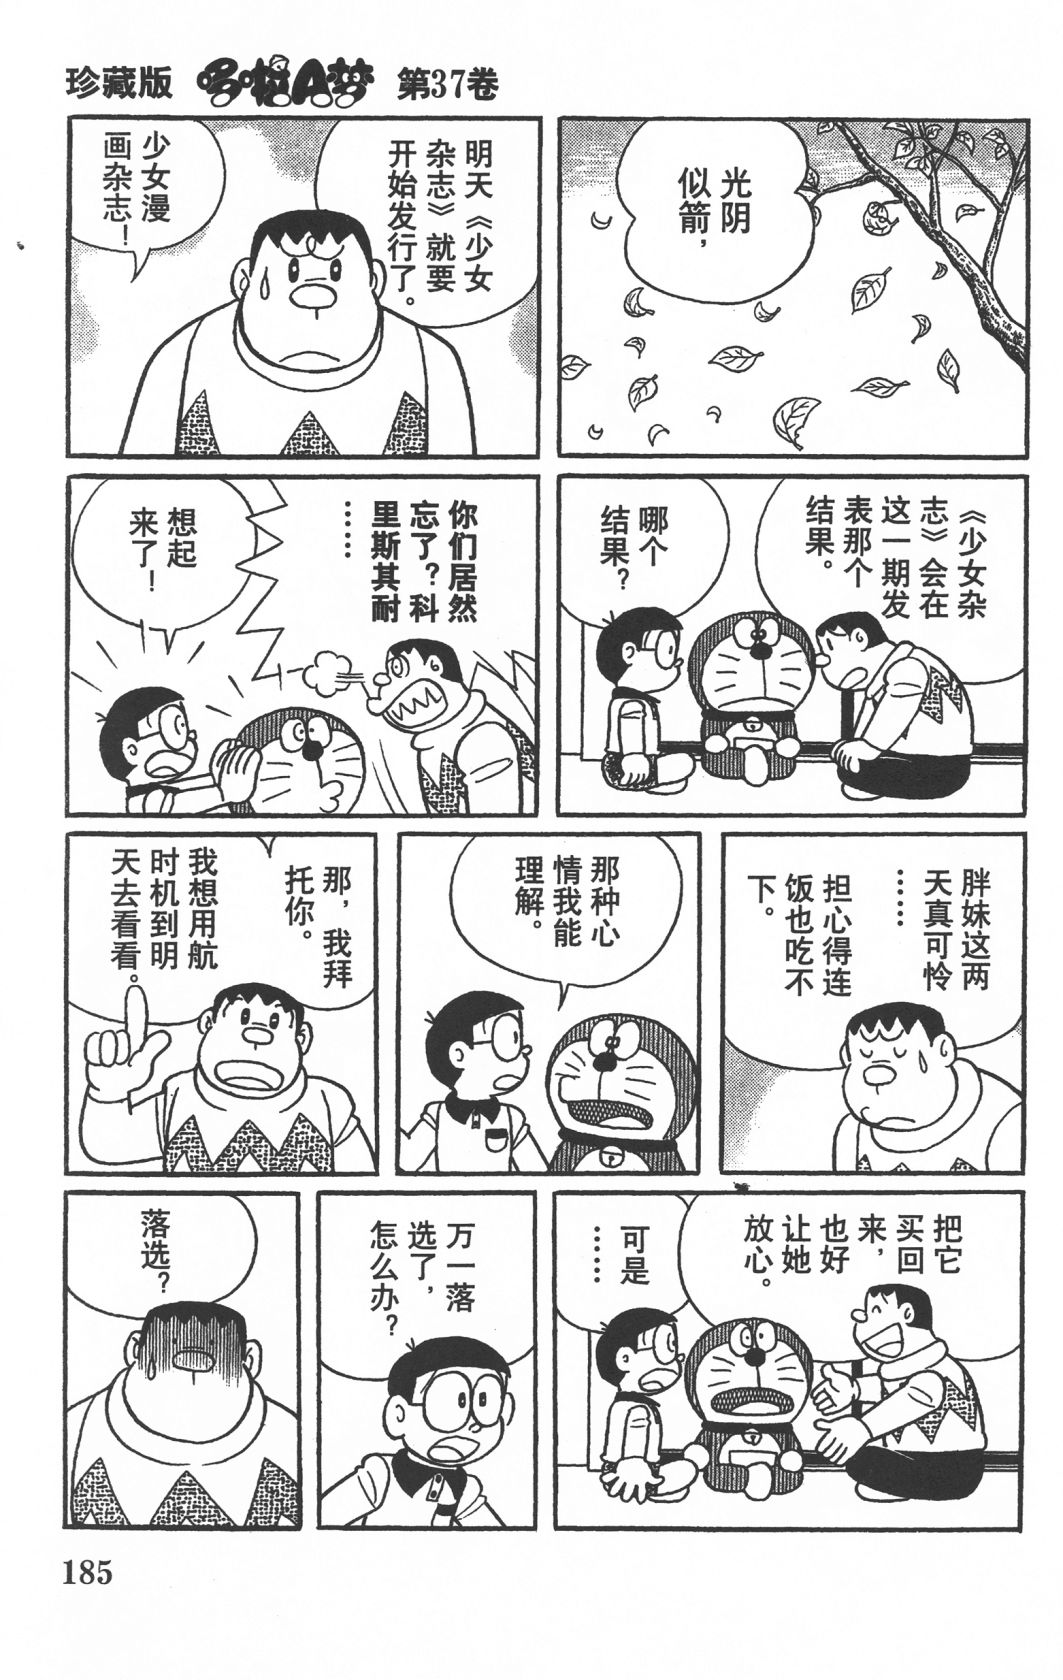 珍藏版 哆啦A梦 第37卷
光阴
似箭，
明天《少女
杂志》就要
开始发行了。
少女漫
画杂志！
《少女杂
志》会在
这一期发
表那个
结果。
哪个
结果？
你们居然
忘了？科
里斯其耐
……
想起
来了！
胖妹这两
天真可怜
……
担心得连
饭也吃不
下。
那种心
情我能
理解。
那，我拜
托你。
我想用航
时机到明
天去看看。
把它
买回
来，
也好
让她
放心。
可是
……
万一落
选了，
怎么办？
落选？
185